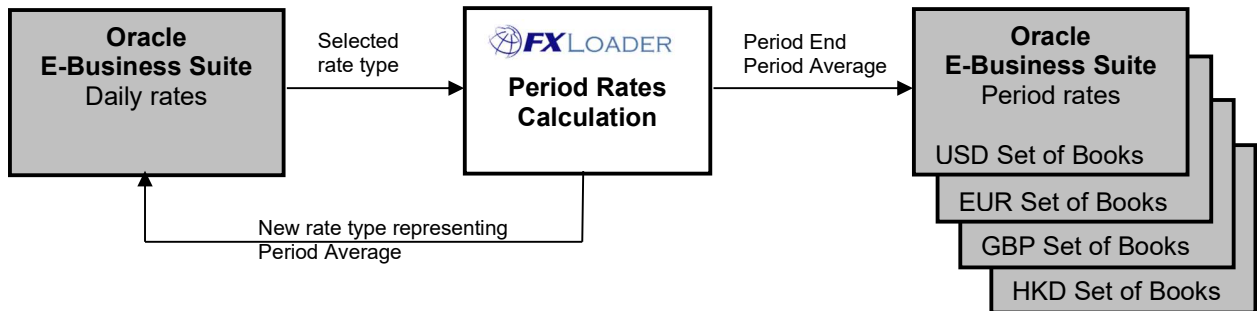 Oracle
E-Business Suite
Daily rates
Selected
rate type
FXLOADER
Period Rates
Calculation
Period End
Period Average
Oracle
E-Business Suite
Period rates
USD Set of Books
EUR Set of Books
GBP Set of Books
HKD Set of Books
New rate type representing
Period Average